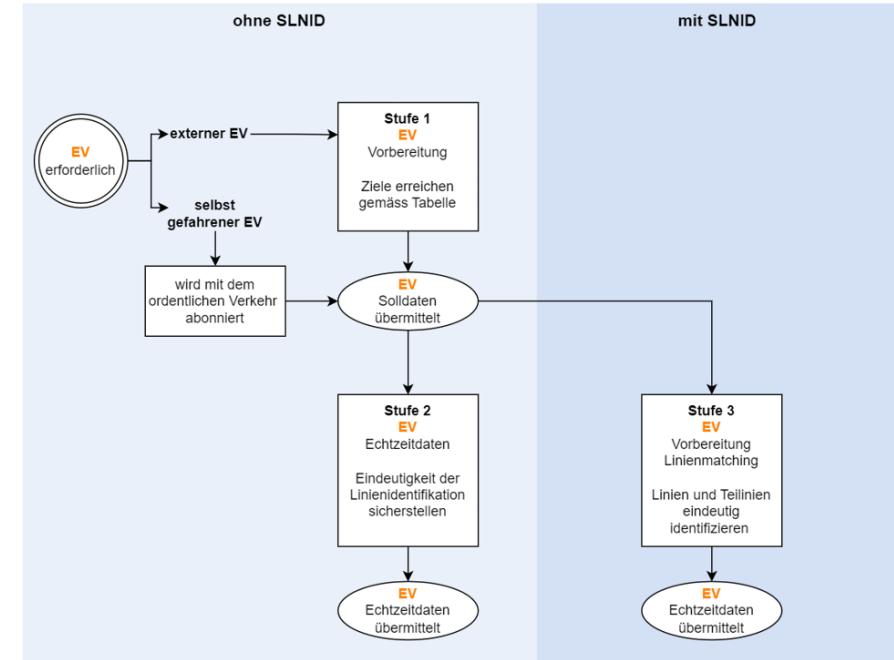 ohne SLNID
mit SLNID
EV
erforderlich
externer EV
selbst
gefahrener EV
Stufe 1
EV
Vorbereitung
Ziele erreichen
gemäss Tabelle
wird mit dem
ordentlichen Verkehr
abonniert
EV
Solldaten
übermittelt
Stufe 2
EV
Echtzeitdaten
Eindeutigkeit der
Linienidentifikation
sicherstellen
Stufe 3
EV
Vorbereitung
Linienmatching
Linien und Teilinien
eindeutig
identifizieren
EV
Echtzeitdaten
übermittelt
EV
Echtzeitdaten
übermittelt